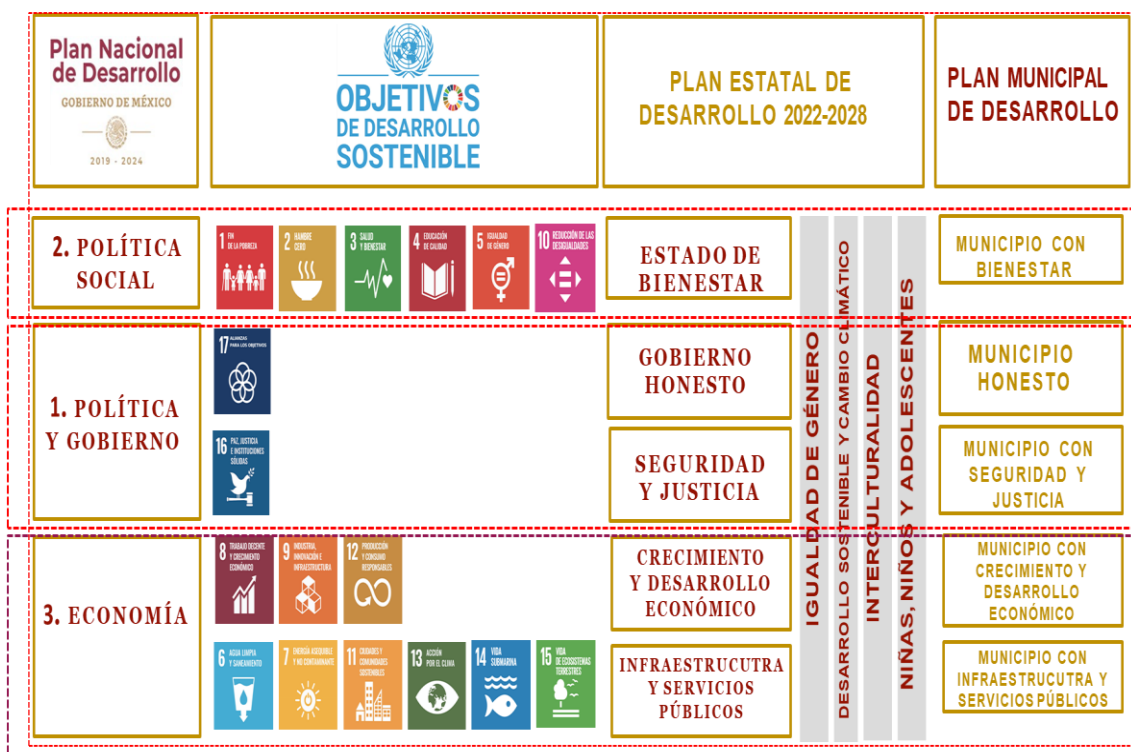 Plan Nacional
de Desarrollo
GOBIERNO DE MÉXICO
2019 - 2024
OBJETIVOS
DE DESARROLLO
SOSTENIBLE
PLAN ESTATAL DE
DESARROLLO 2022-2028
PLAN MUNICIPAL
DE DESARROLLO
2. POLÍTICA
SOCIAL
1 FIN
DE LA POBREZA
2 HAMBRE
CERO
3 SALUD
Y BIENESTAR
4 EDUCACIÓN
DE CALIDAD
5 IGUALDAD
DE GÉNERO
10 REDUCCIÓN DE LAS
DESIGUALDADES
ESTADO DE
BIENESTAR
MUNICIPIO CON
BIENESTAR
1. POLÍTICA
Y GOBIERNO
17 ALIANZAS
PARA LOS OBJETIVOS
GOBIERNO
HONESTO
MUNICIPIO
HONESTO
16 PAZ, JUSTICIA
E INSTITUCIONES
SÓLIDAS
SEGURIDAD
Y JUSTICIA
MUNICIPIO CON
SEGURIDAD Y
JUSTICIA
3. ECONOMÍA
8 TRABAJO DECENTE
Y CRECIMIENTO
ECONÓMICO
9 INDUSTRIA,
INNOVACIÓN E
INFRAESTRUCTURA
12 PRODUCCIÓN
Y CONSUMO
RESPONSABLES
CRECIMIENTO
Y DESARROLLO
ECONÓMICO
MUNICIPIO CON
CRECIMIENTO Y
DESARROLLO
ECONÓMICO
6 AGUA LIMPIA
Y SANEAMIENTO
7 ENERGÍA ASEQUIBLE
Y NO CONTAMINANTE
11 CIUDADES Y
COMUNIDADES
SOSTENIBLES
13 ACCIÓN
POR EL CLIMA
14 VIDA
SUBMARINA
15 VIDA
DE ECOSISTEMAS
TERRESTRES
INFRAESTRUCUTRA
Y SERVICIOS
PÚBLICOS
MUNICIPIO CON
INFRAESTRUCUTRA Y
SERVICIOS PÚBLICOS
IGUALDAD DE GÉNERO
DESARROLLO SOSTENIBLE Y CAMBIO CLIMÁTICO
INTERCULTURALIDAD
NIÑAS, NIÑOS Y ADOLESCENTES